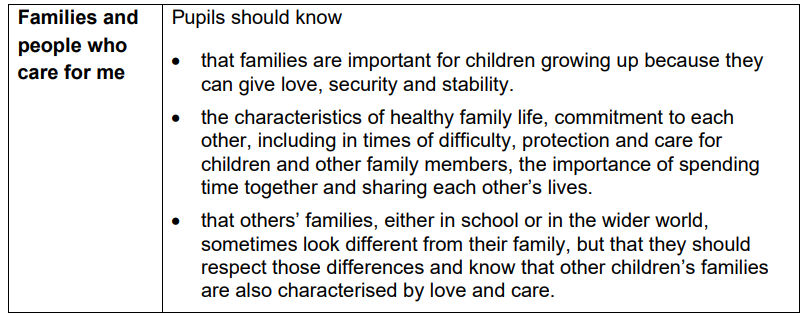 Families and
people who
care for me
Pupils should know
• that families are important for children growing up because they
can give love, security and stability.
• the characteristics of healthy family life, commitment to each
other, including in times of difficulty, protection and care for
children and other family members, the importance of spending
time together and sharing each other’s lives.
• that others’ families, either in school or in the wider world,
sometimes look different from their family, but that they should
respect those differences and know that other children’s families
are also characterised by love and care.